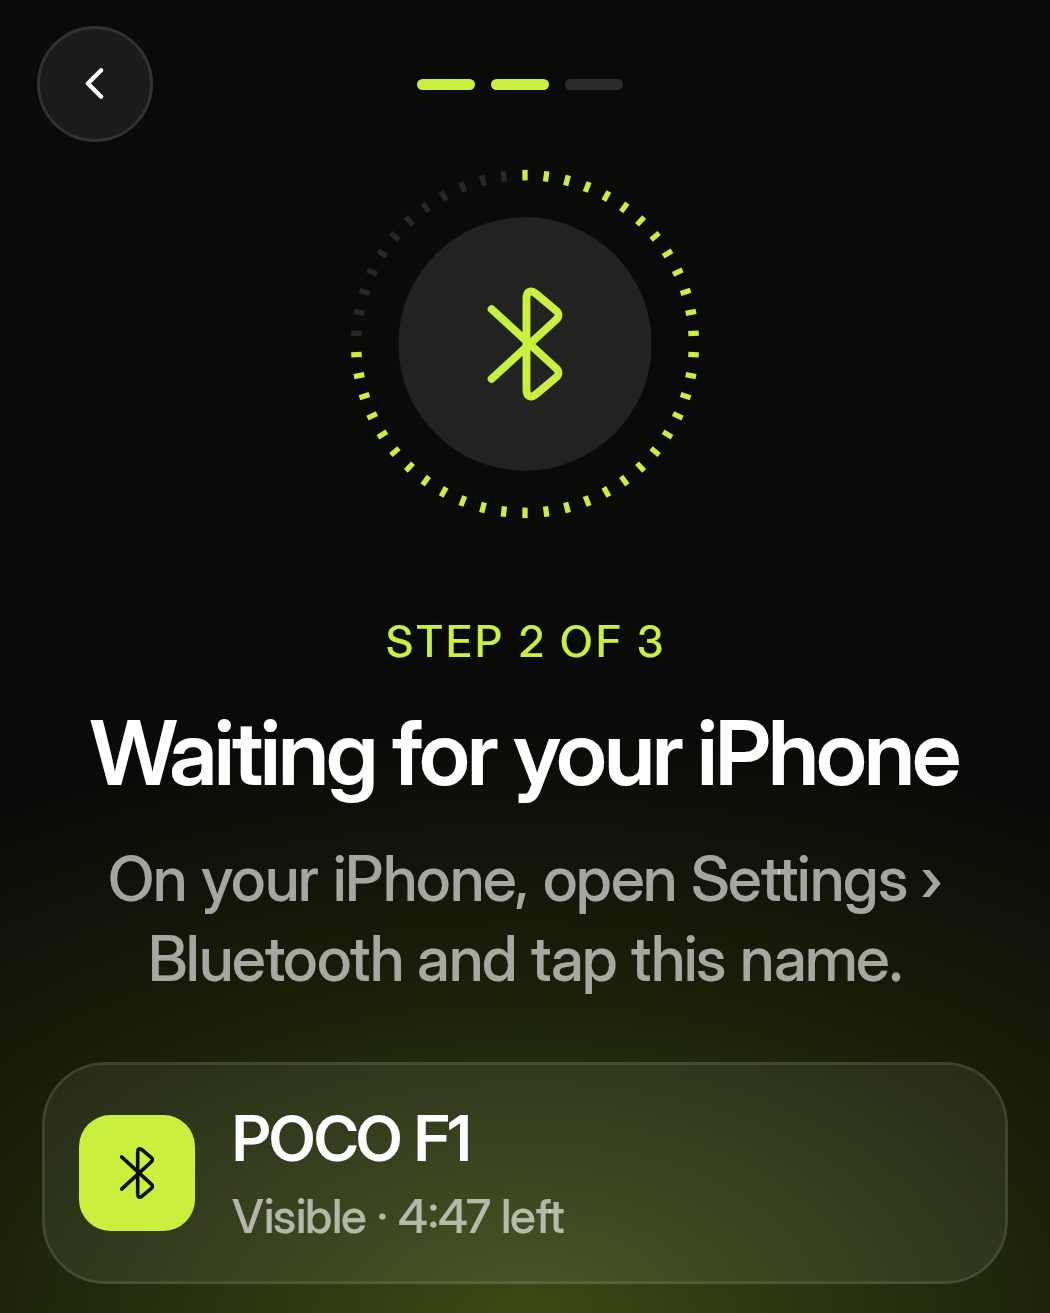 STEP 2 OF 3
Waiting for your iPhone
On your iPhone, open Settings ›
Bluetooth and tap this name.
POCO F1
Visible · 4:47 left